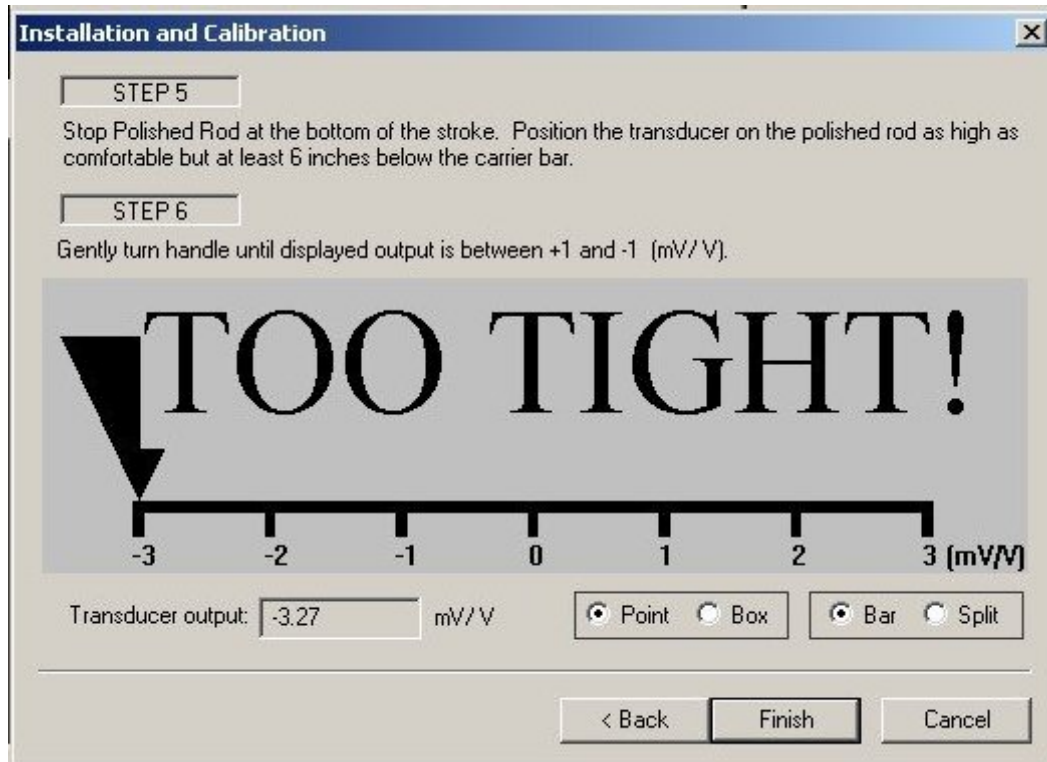 Installation and Calibration
STEP 5
Stop Polished Rod at the bottom of the stroke.  Position the transducer on the polished rod as high as
comfortable but at least 6 inches below the carrier bar.
STEP 6
Gently turn handle until displayed output is between +1 and -1  (mV/ V).
TOO TIGHT!
-3 -2 -1 0 1 2 3 (mV/V)
Transducer output: -3.27 mV/ V Point Box Bar Split
< Back Finish Cancel